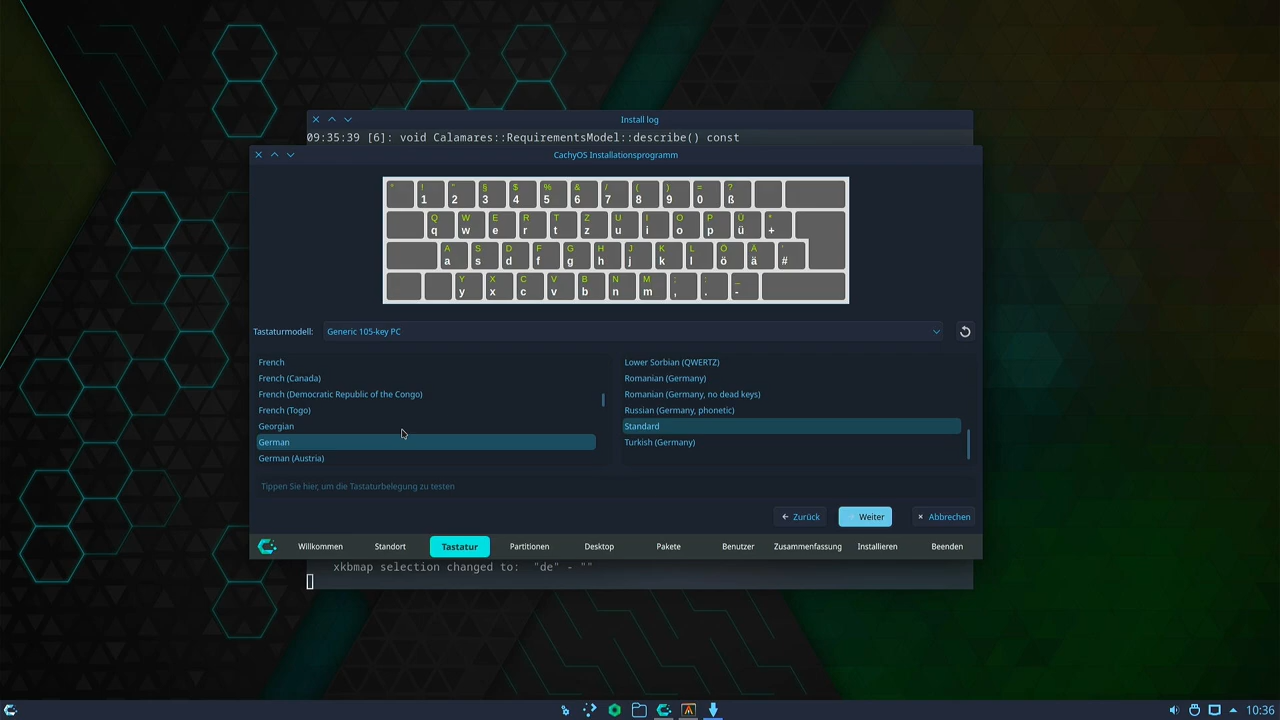 Install log
09:35:39 [6]: void Calamares::RequirementsModel::describe() const
CachyOS Installationsprogramm
° ! " § $ % & / ( ) = ?
1 2 3 4 5 6 7 8 9 0 ß
Q W E R T Z U I O P Ü *
q w e r t z u i o p ü +
A S D F G H J K L Ö Ä '
a s d f g h j k l ö ä #
Y X C V B N M ; : _
y x c v b n m , . -
Tastaturmodell: Generic 105-key PC
French
French (Canada)
French (Democratic Republic of the Congo)
French (Togo)
Georgian
German
German (Austria)
Lower Sorbian (QWERTZ)
Romanian (Germany)
Romanian (Germany, no dead keys)
Russian (Germany, phonetic)
Standard
Turkish (Germany)
Tippen Sie hier, um die Tastaturbelegung zu testen
Zurück Weiter Abbrechen
Willkommen Standort Tastatur Partitionen Desktop Pakete Benutzer Zusammenfassung Installieren Beenden
xkbmap selection changed to: "de" - ""
10:36